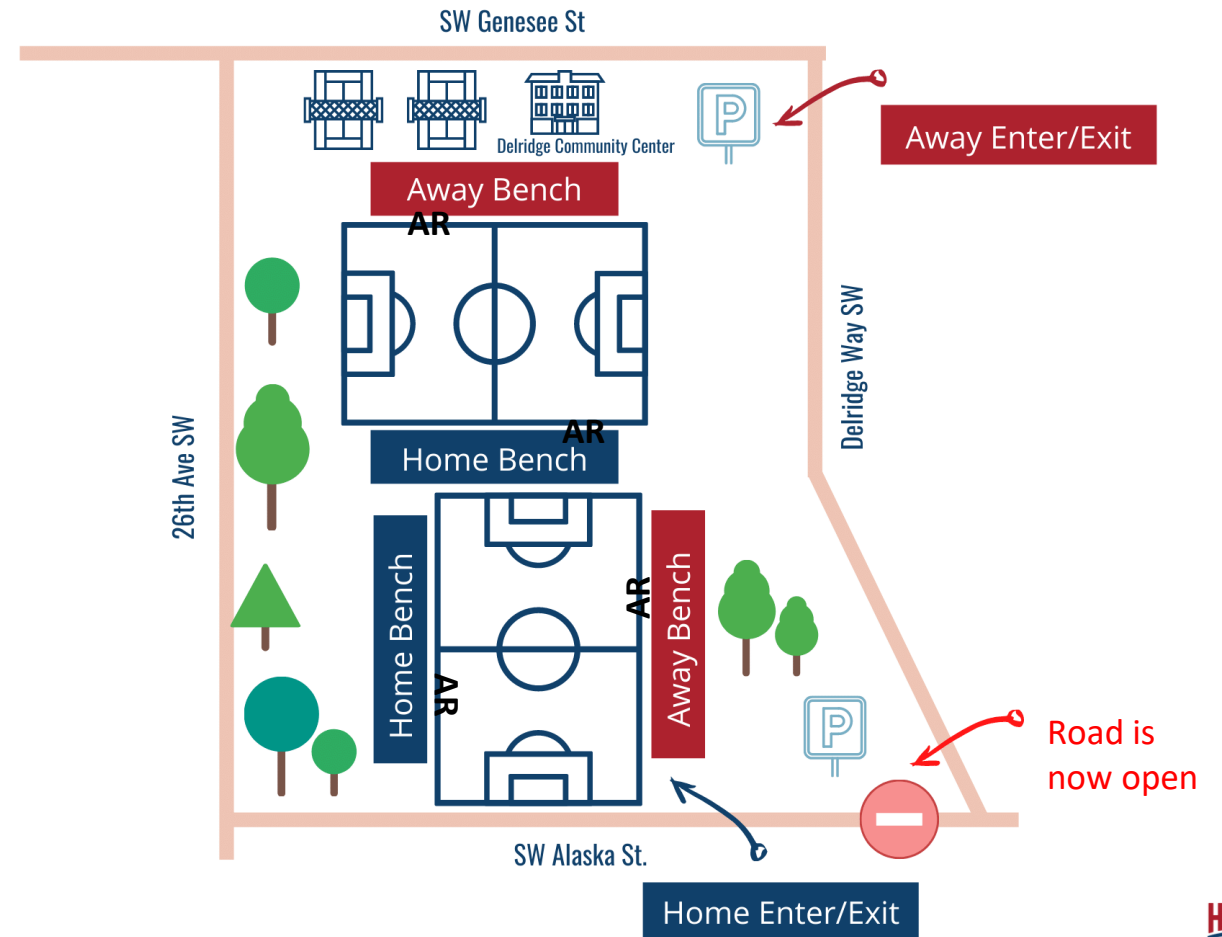 SW Genesee St
P
Away Enter/Exit
Delridge Community Center
Away Bench
AR
Delridge Way SW
26th Ave SW
AR
Home Bench
Home Bench
AR
Away Bench
AR
P
Road is
now open
SW Alaska St.
Home Enter/Exit
H